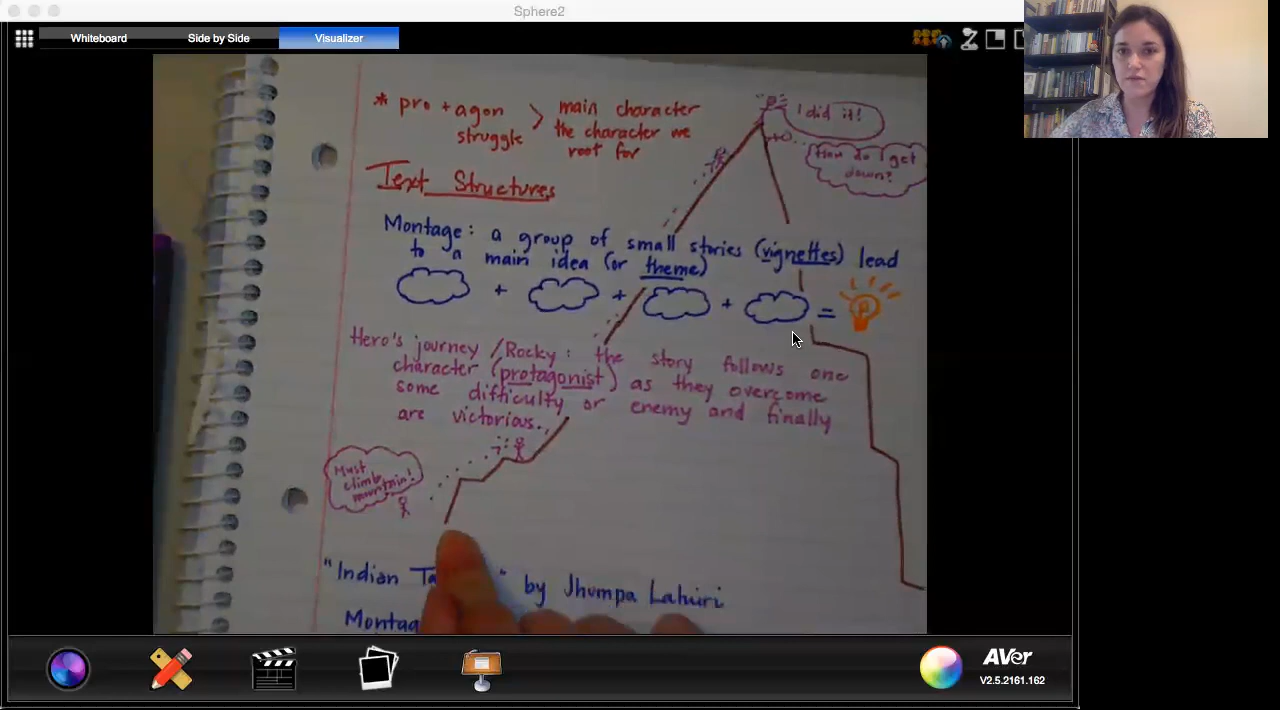 Sphere2
Whiteboard
Side by Side
Visualizer
* pro + agon > main character
struggle the character we
root for
I did it!
How do I get
down?
Text Structures
Montage: a group of small stories (vignettes) lead
to a main idea (or theme)
+ + + =
Hero's journey / Rocky: the story follows one
character (protagonist) as they overcome
some difficulty or enemy and finally
are victorious.
Must
climb
mountain!
"Indian " by Jhumpa Lahiri
AVer
V2.5.2161.162